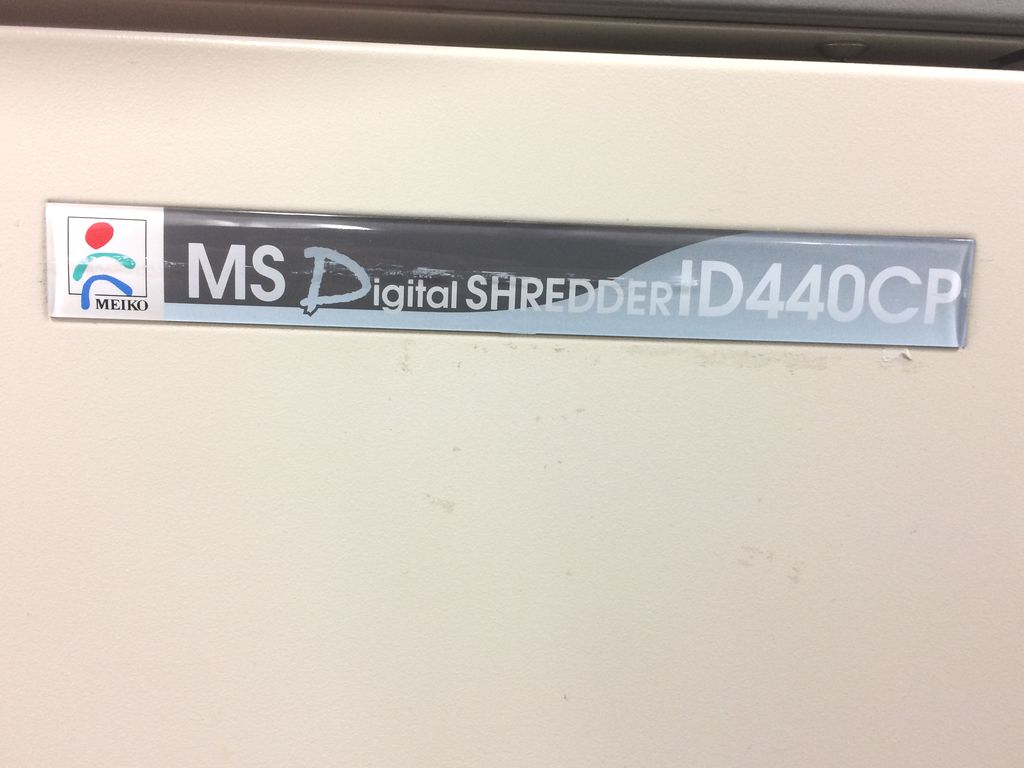 MEIKO
MS Digital SHREDDER ID440CP